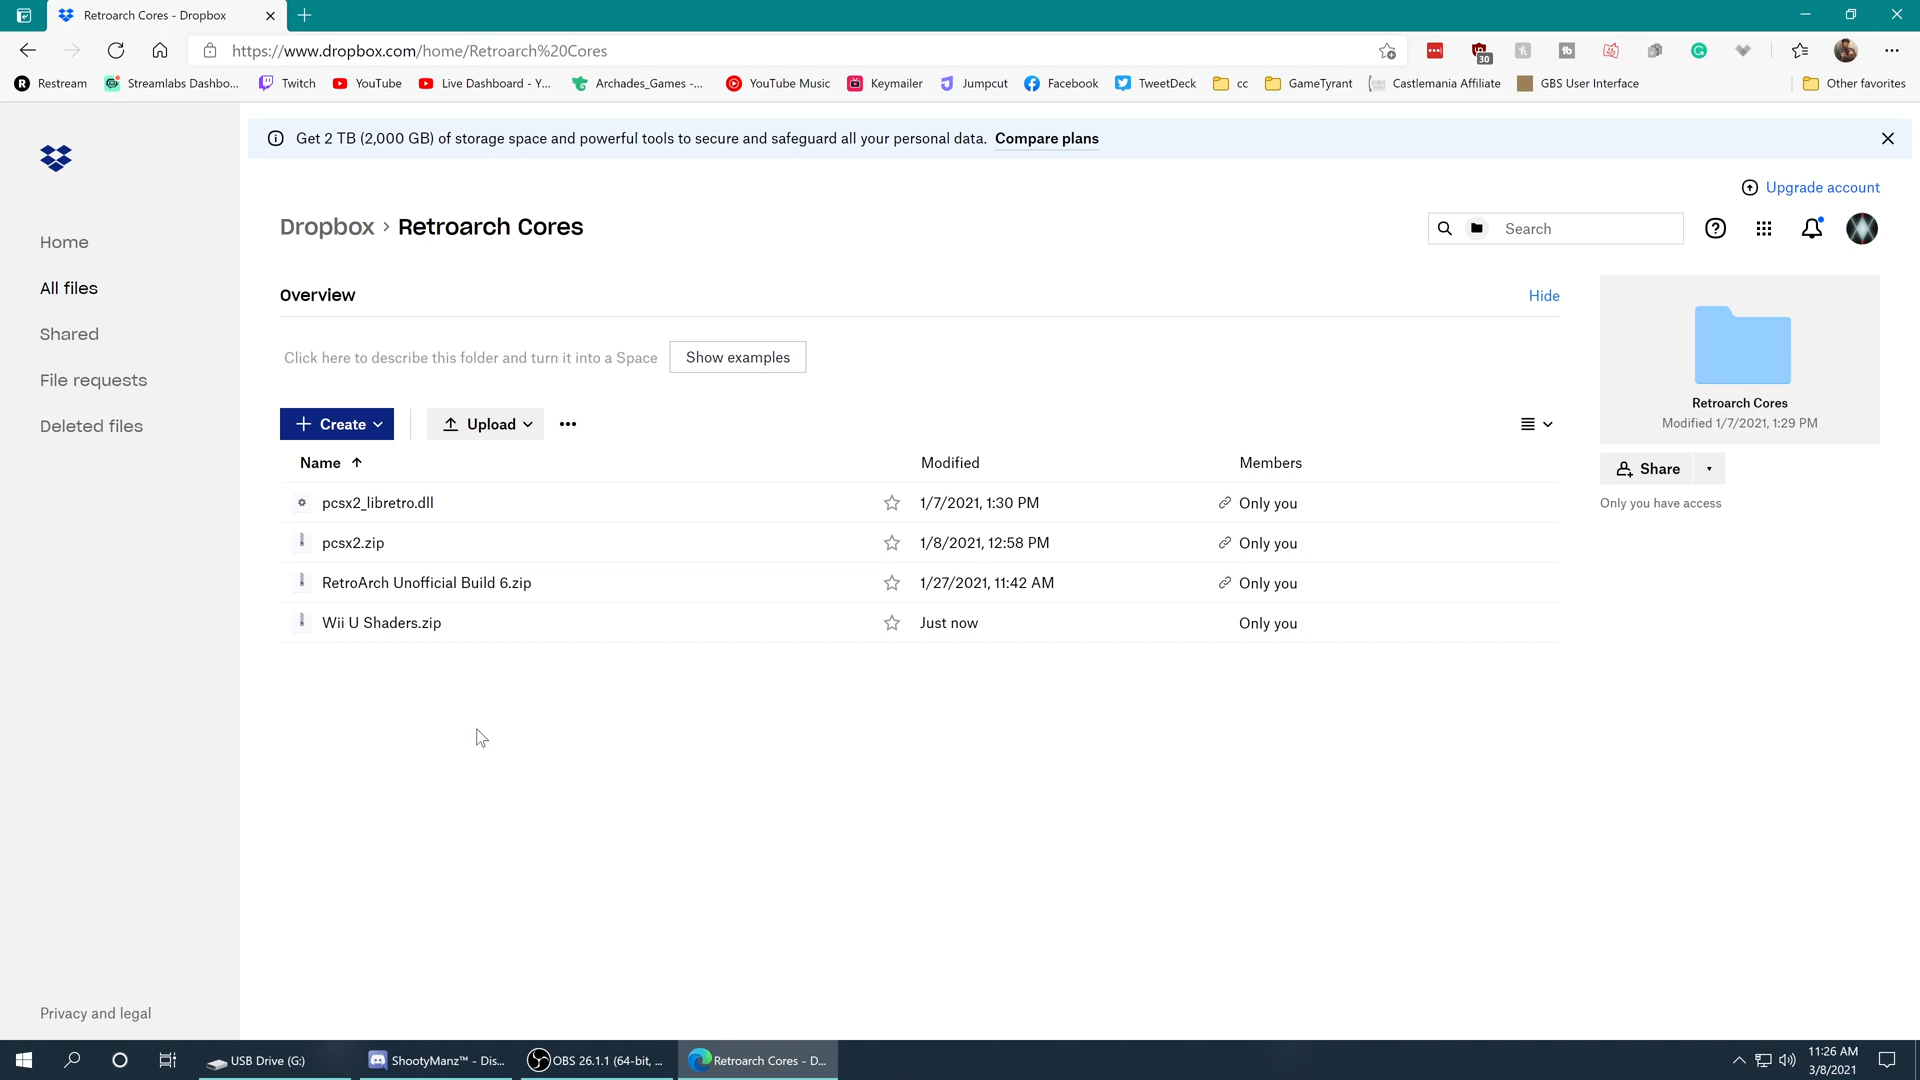 Retroarch Cores - Dropbox
https://www.dropbox.com/home/Retroarch%20Cores
30
Restream
Streamlabs Dashbo...
Twitch
YouTube
Live Dashboard - Y...
Archades_Games -...
YouTube Music
Keymailer
Jumpcut
Facebook
TweetDeck
cc
GameTyrant
Castlemania Affiliate
GBS User Interface
Other favorites
Get 2 TB (2,000 GB) of storage space and powerful tools to secure and safeguard all your personal data. Compare plans
Upgrade account
Dropbox › Retroarch Cores
Search
Home
All files
Shared
File requests
Deleted files
Overview
Hide
Click here to describe this folder and turn it into a Space
Show examples
Retroarch Cores
Modified 1/7/2021, 1:29 PM
Create
Upload
Share
Only you have access
Name Modified Members
pcsx2_libretro.dll 1/7/2021, 1:30 PM Only you
pcsx2.zip 1/8/2021, 12:58 PM Only you
RetroArch Unofficial Build 6.zip 1/27/2021, 11:42 AM Only you
Wii U Shaders.zip Just now Only you
Privacy and legal
USB Drive (G:)
ShootyManz™ - Dis...
OBS 26.1.1 (64-bit, ...
Retroarch Cores - D...
11:26 AM
3/8/2021